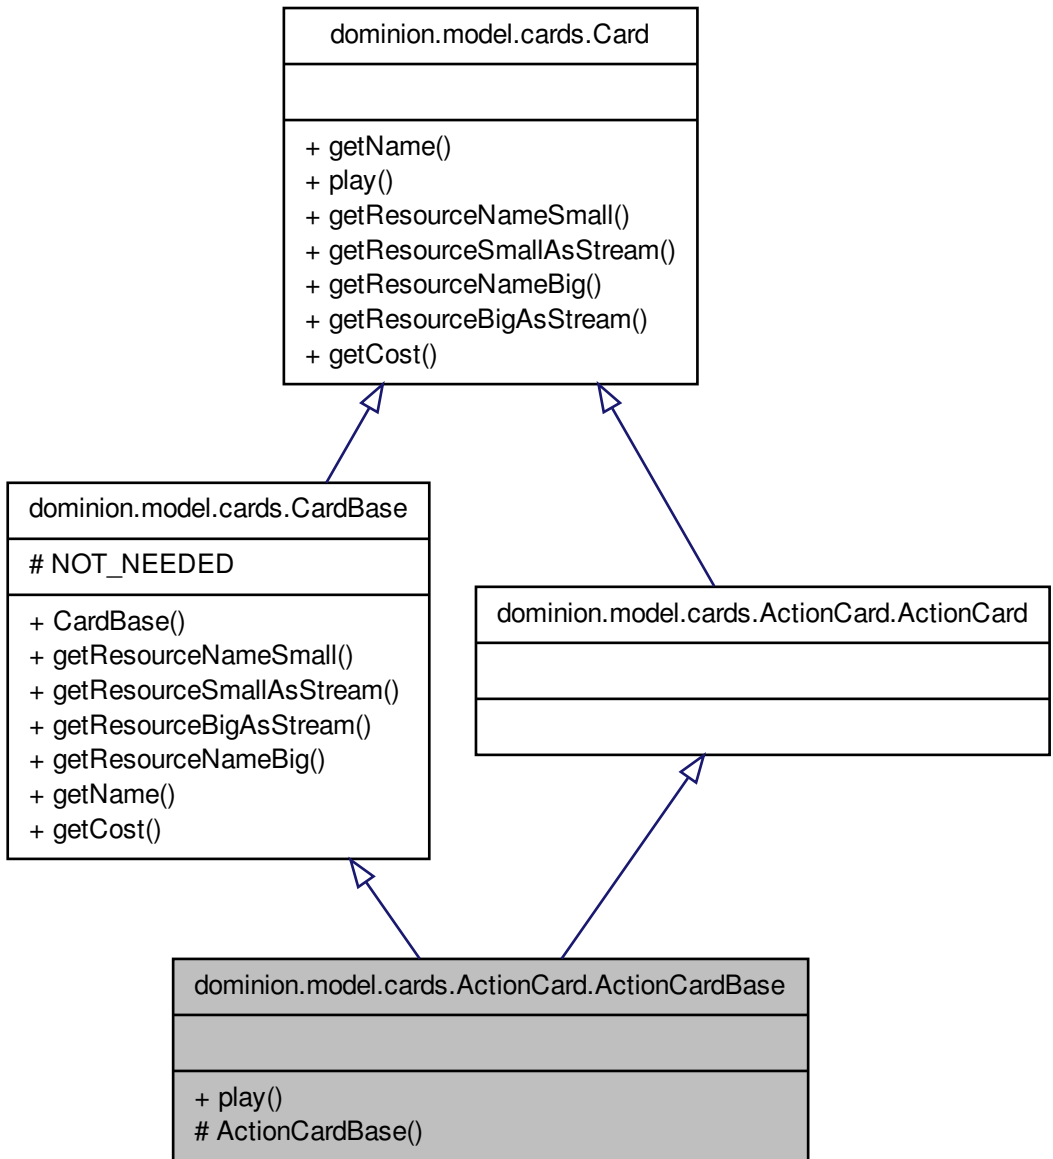 dominion.model.cards.Card
+ getName()
+ play()
+ getResourceNameSmall()
+ getResourceSmallAsStream()
+ getResourceNameBig()
+ getResourceBigAsStream()
+ getCost()
dominion.model.cards.CardBase
# NOT_NEEDED
+ CardBase()
+ getResourceNameSmall()
+ getResourceSmallAsStream()
+ getResourceBigAsStream()
+ getResourceNameBig()
+ getName()
+ getCost()
dominion.model.cards.ActionCard.ActionCard
dominion.model.cards.ActionCard.ActionCardBase
+ play()
# ActionCardBase()